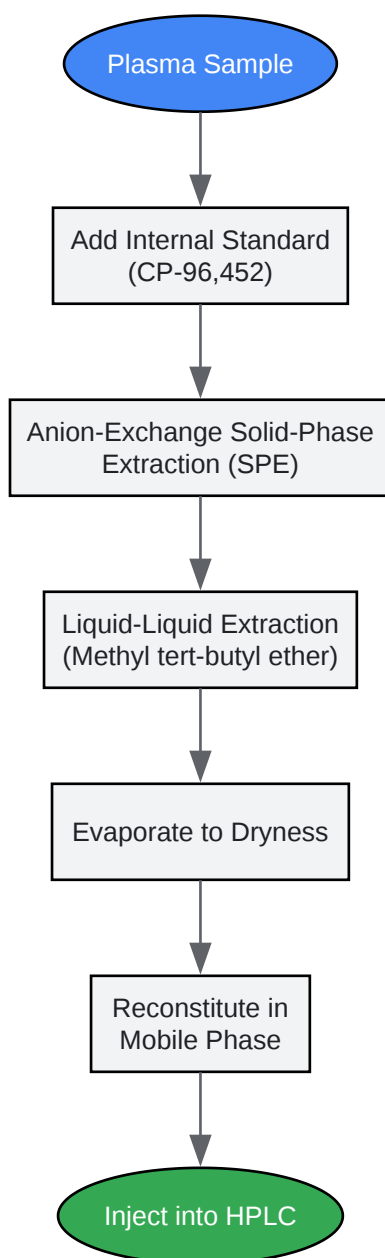 Plasma Sample
Add Internal Standard
(CP-96,452)
Anion-Exchange Solid-Phase
Extraction (SPE)
Liquid-Liquid Extraction
(Methyl tert-butyl ether)
Evaporate to Dryness
Reconstitute in
Mobile Phase
Inject into HPLC